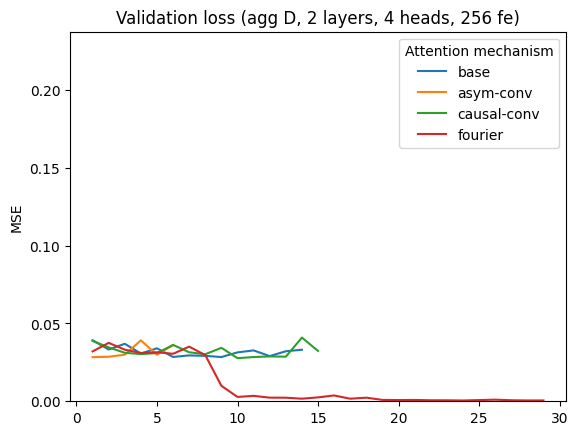 Validation loss (agg D, 2 layers, 4 heads, 256 fe)
Attention mechanism
base
asym-conv
causal-conv
fourier
MSE
0.20
0.15
0.10
0.05
0.00
0 5 10 15 20 25 30